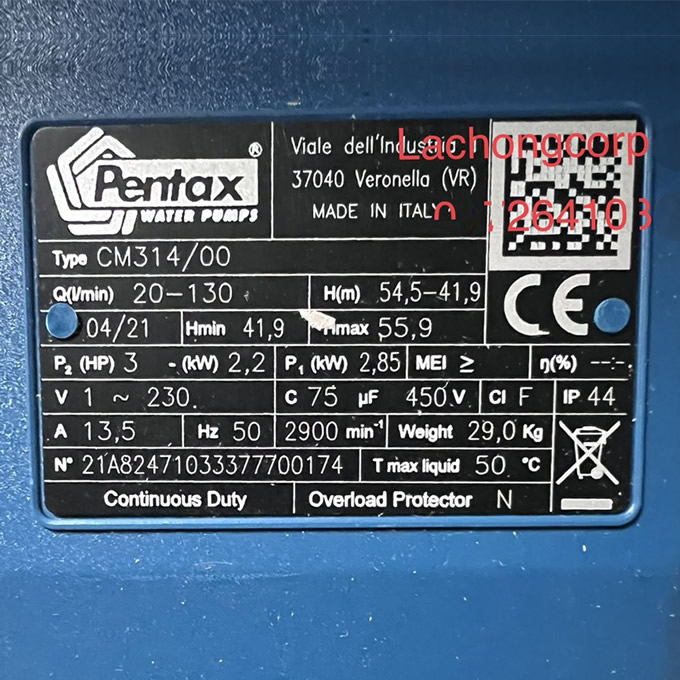 Pentax ®
WATER PUMPS
Viale dell'Industria
37040 Veronella (VR)
MADE IN ITALY
Lachongcorp
Type CM314/00
Q(l/min) 20-130 H(m) 54,5-41,9
04/21 Hmin 41,9 Hmax 55,9
CE
P2 (HP) 3 - (kW) 2,2 P1 (kW) 2,85 MEI ≥ η(%) --·-
V 1 ~ 230 C 75 µF 450 V Cl F IP 44
A 13,5 Hz 50 2900 min-1 Weight 29,0 Kg
N° 21A82471033377700174 T max liquid 50 °C
Continuous Duty Overload Protector N